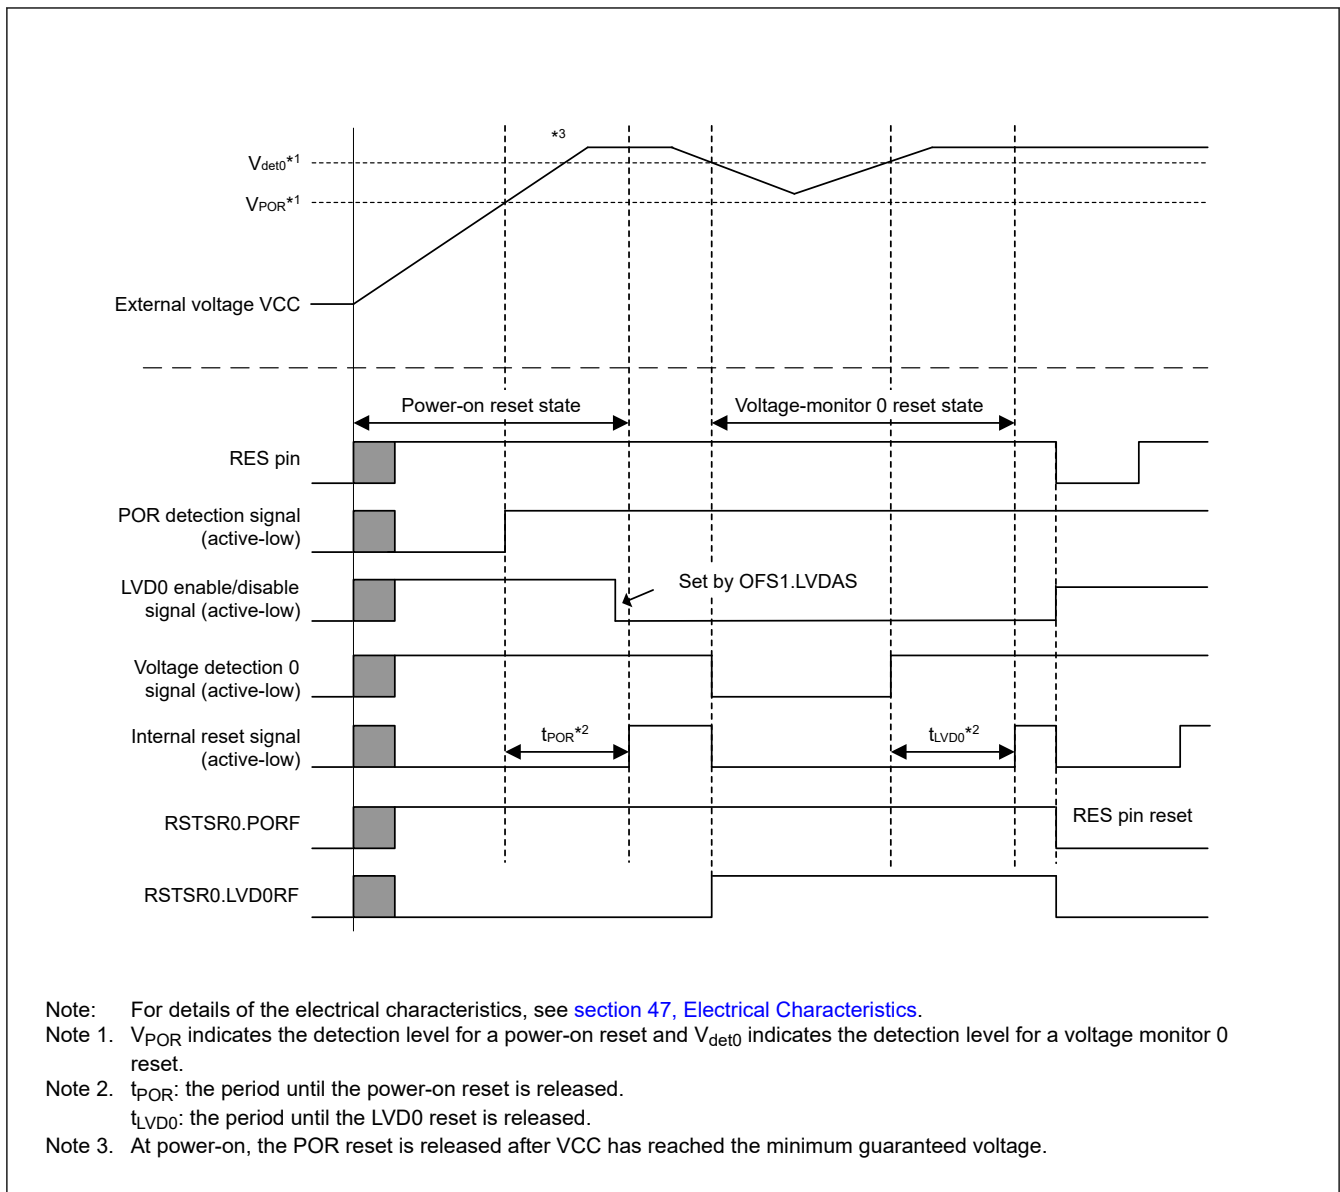 *3
Vdet0*1
VPOR*1
External voltage VCC
Power-on reset state
Voltage-monitor 0 reset state
RES pin
POR detection signal
(active-low)
LVD0 enable/disable
signal (active-low)
Set by OFS1.LVDAS
Voltage detection 0
signal (active-low)
Internal reset signal
(active-low)
tPOR*2
tLVD0*2
RSTSR0.PORF
RES pin reset
RSTSR0.LVD0RF
Note: For details of the electrical characteristics, see section 47, Electrical Characteristics.
Note 1. VPOR indicates the detection level for a power-on reset and Vdet0 indicates the detection level for a voltage monitor 0
reset.
Note 2. tPOR: the period until the power-on reset is released.
tLVD0: the period until the LVD0 reset is released.
Note 3. At power-on, the POR reset is released after VCC has reached the minimum guaranteed voltage.